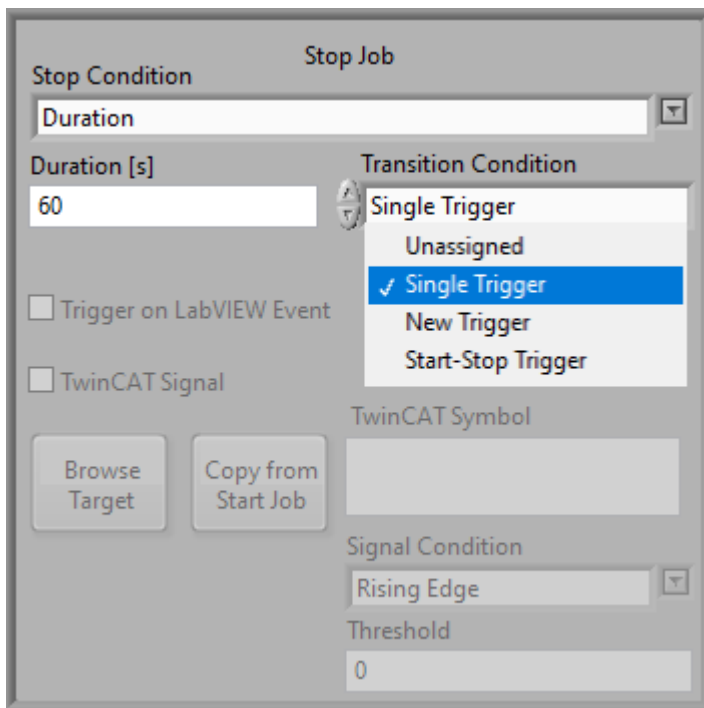 Stop Job
Stop Condition
Duration
Duration [s]
60
Transition Condition
Single Trigger
Unassigned
Single Trigger
New Trigger
Start-Stop Trigger
Trigger on LabVIEW Event
TwinCAT Signal
Browse
Target
Copy from
Start Job
TwinCAT Symbol
Signal Condition
Rising Edge
Threshold
0